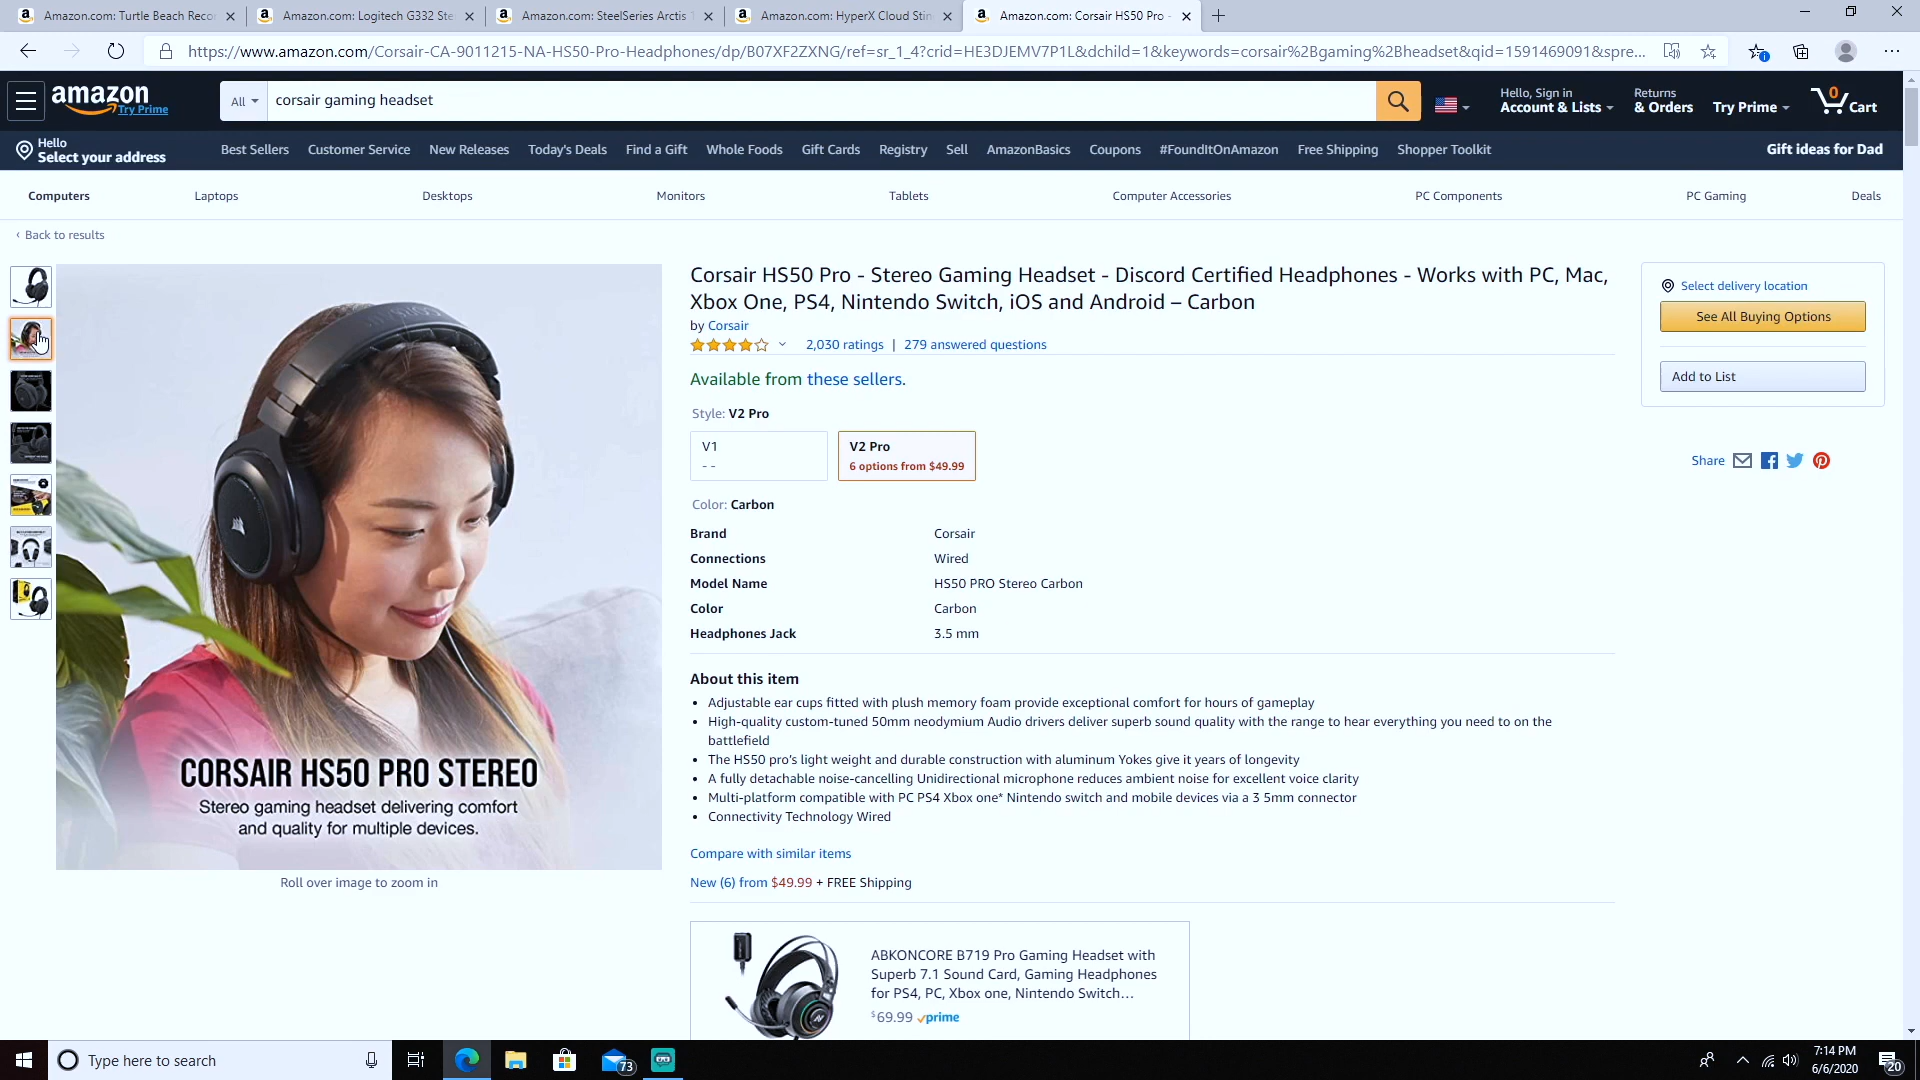 Amazon.com: Turtle Beach Reco
Amazon.com: Logitech G332 Ste
Amazon.com: SteelSeries Arctis 1
Amazon.com: HyperX Cloud Stin
Amazon.com: Corsair HS50 Pro -
https://www.amazon.com/Corsair-CA-9011215-NA-HS50-Pro-Headphones/dp/B07XF2ZXNG/ref=sr_1_4?crid=HE3DJEMV7P1L&dchild=1&keywords=corsair%2Bgaming%2Bheadset&qid=1591469091&spre...
amazon
Try Prime
All
corsair gaming headset
Hello, Sign in
Account & Lists
Returns
& Orders
Try Prime
0
Cart
Hello
Select your address
Best Sellers
Customer Service
New Releases
Today's Deals
Find a Gift
Whole Foods
Gift Cards
Registry
Sell
AmazonBasics
Coupons
#FoundItOnAmazon
Free Shipping
Shopper Toolkit
Gift ideas for Dad
Computers
Laptops
Desktops
Monitors
Tablets
Computer Accessories
PC Components
PC Gaming
Deals
‹ Back to results
CORSAIR HS50 PRO STEREO
Stereo gaming headset delivering comfort
and quality for multiple devices.
Roll over image to zoom in
Corsair HS50 Pro - Stereo Gaming Headset - Discord Certified Headphones - Works with PC, Mac,
Xbox One, PS4, Nintendo Switch, iOS and Android – Carbon
by Corsair
2,030 ratings | 279 answered questions
Available from these sellers.
Style: V2 Pro
V1
- -
V2 Pro
6 options from $49.99
Color: Carbon
Brand Corsair
Connections Wired
Model Name HS50 PRO Stereo Carbon
Color Carbon
Headphones Jack 3.5 mm
About this item
• Adjustable ear cups fitted with plush memory foam provide exceptional comfort for hours of gameplay
• High-quality custom-tuned 50mm neodymium Audio drivers deliver superb sound quality with the range to hear everything you need to on the
battlefield
• The HS50 pro's light weight and durable construction with aluminum Yokes give it years of longevity
• A fully detachable noise-cancelling Unidirectional microphone reduces ambient noise for excellent voice clarity
• Multi-platform compatible with PC PS4 Xbox one* Nintendo switch and mobile devices via a 3 5mm connector
• Connectivity Technology Wired
Compare with similar items
New (6) from $49.99 + FREE Shipping
ABKONCORE B719 Pro Gaming Headset with
Superb 7.1 Sound Card, Gaming Headphones
for PS4, PC, Xbox one, Nintendo Switch...
$69.99 prime
Select delivery location
See All Buying Options
Add to List
Share
Type here to search
73
7:14 PM
6/6/2020
20